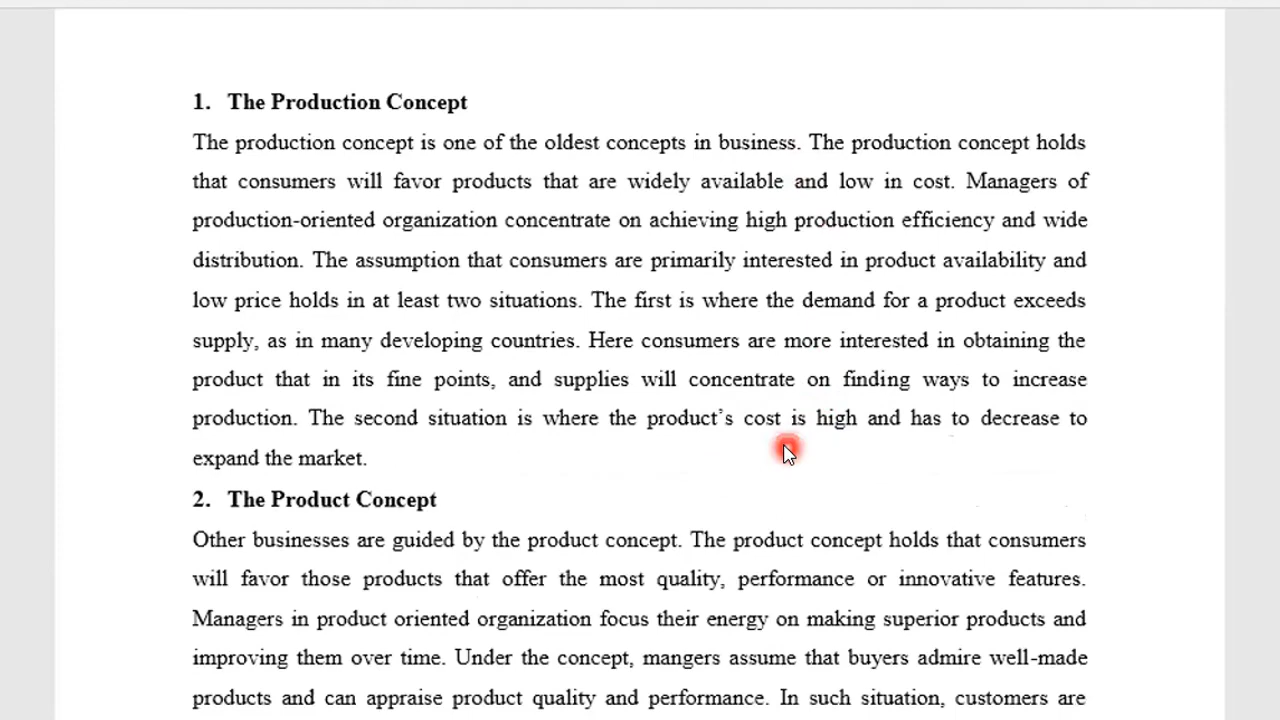 1. The Production Concept
The production concept is one of the oldest concepts in business. The production concept holds
that consumers will favor products that are widely available and low in cost. Managers of
production-oriented organization concentrate on achieving high production efficiency and wide
distribution. The assumption that consumers are primarily interested in product availability and
low price holds in at least two situations. The first is where the demand for a product exceeds
supply, as in many developing countries. Here consumers are more interested in obtaining the
product that in its fine points, and supplies will concentrate on finding ways to increase
production. The second situation is where the product’s cost is high and has to decrease to
expand the market.
2. The Product Concept
Other businesses are guided by the product concept. The product concept holds that consumers
will favor those products that offer the most quality, performance or innovative features.
Managers in product oriented organization focus their energy on making superior products and
improving them over time. Under the concept, mangers assume that buyers admire well-made
products and can appraise product quality and performance. In such situation, customers are